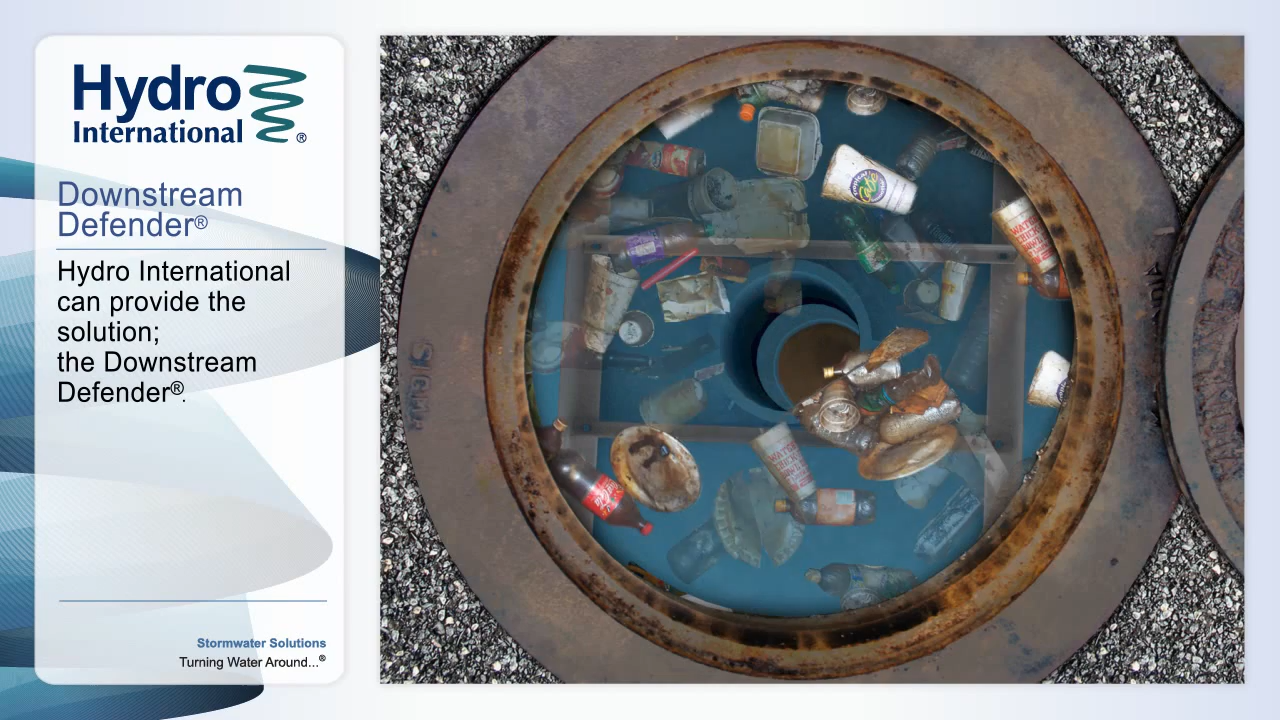 Hydro
International®
Downstream
Defender®
Hydro International
can provide the
solution;
the Downstream
Defender®.
Stormwater Solutions
Turning Water Around...®